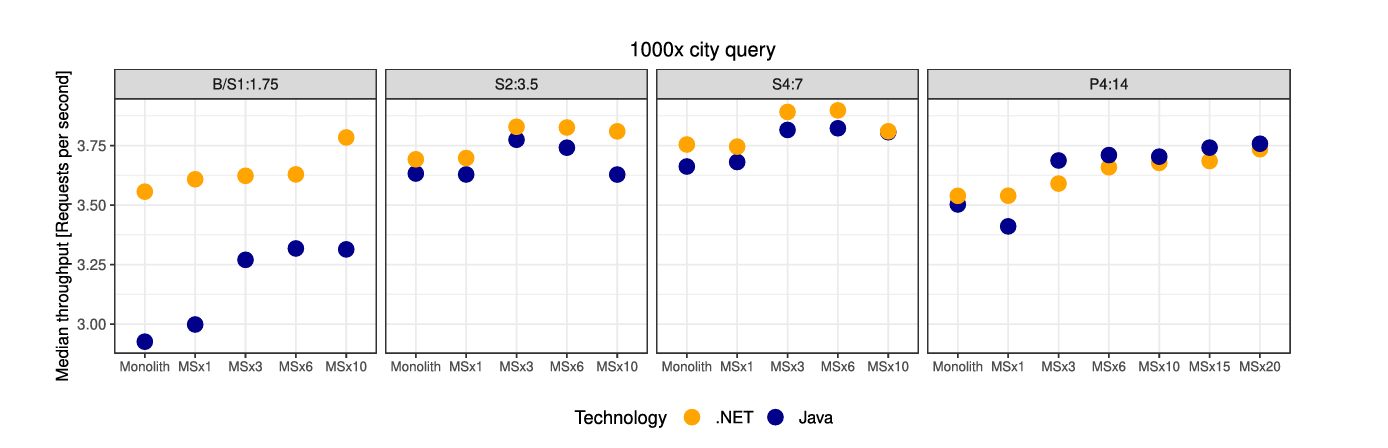 1000x city query
B/S1:1.75 S2:3.5 S4:7 P4:14
Median throughput [Requests per second]
3.75
3.50
3.25
3.00
Monolith MSx1 MSx3 MSx6 MSx10 Monolith MSx1 MSx3 MSx6 MSx10 Monolith MSx1 MSx3 MSx6 MSx10 Monolith MSx1 MSx3 MSx6 MSx10 MSx15 MSx20
Technology .NET Java